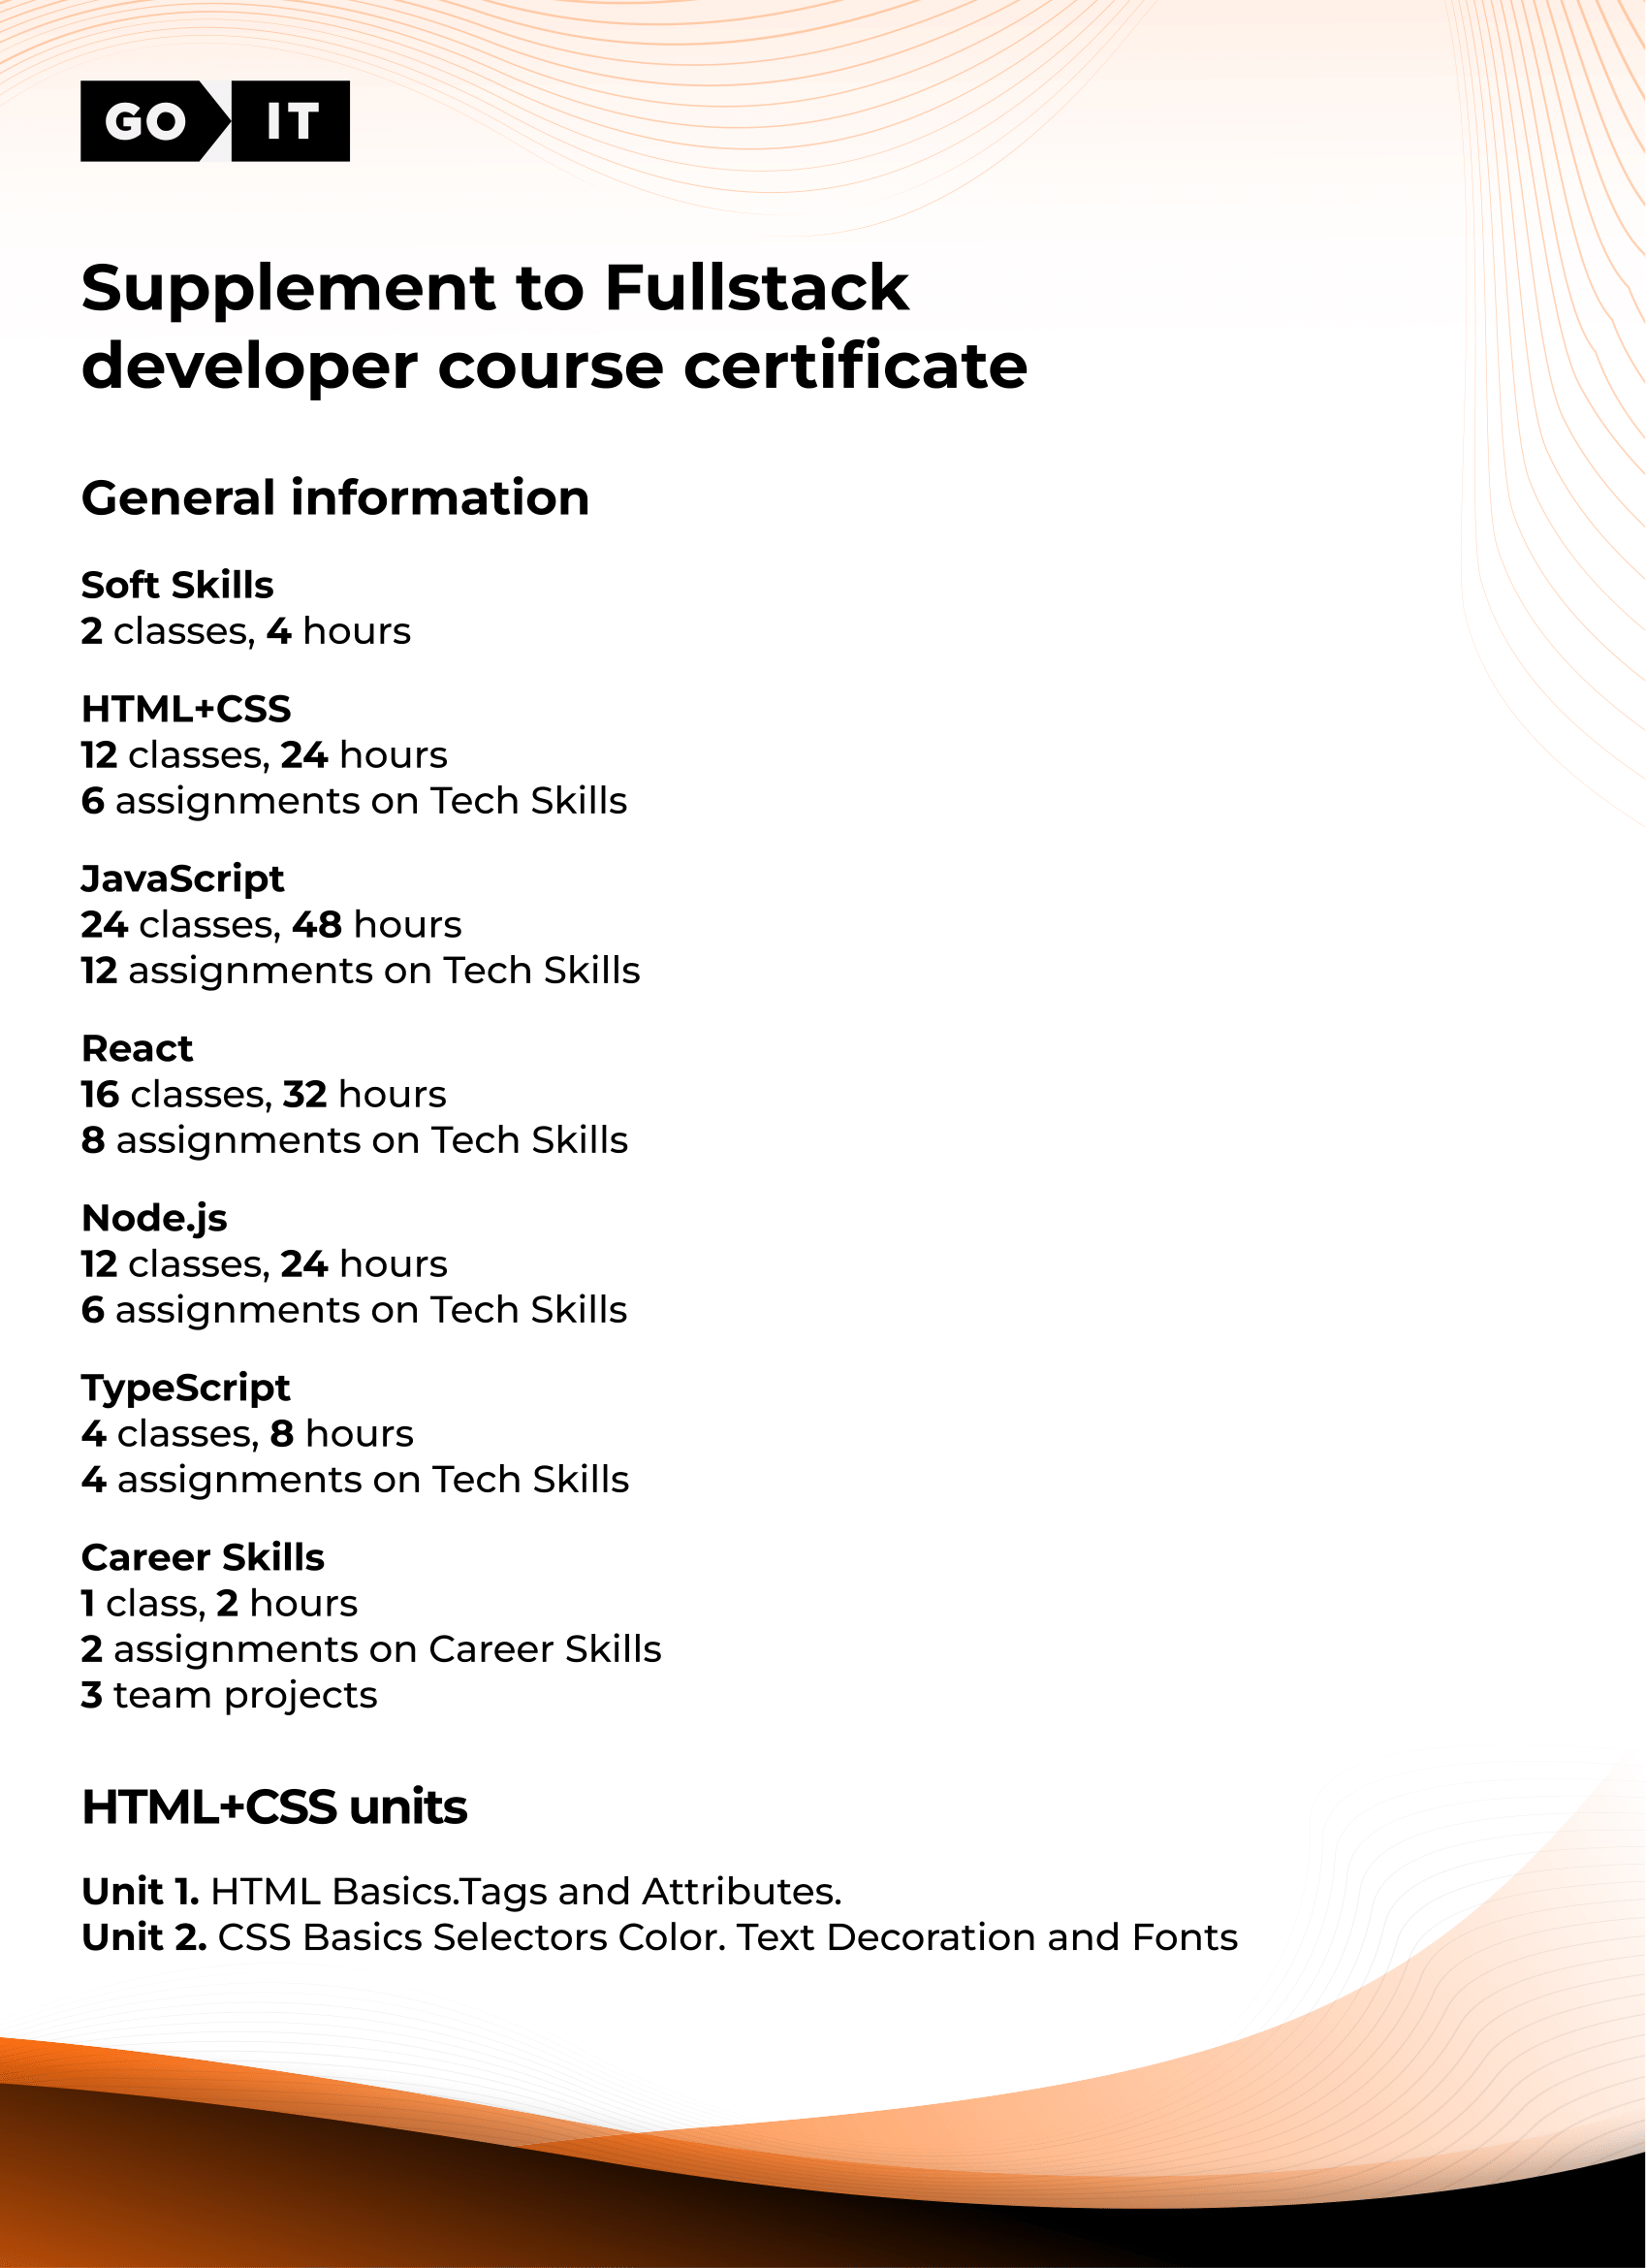 GO IT
Supplement to Fullstack
developer course certificate
General information
Soft Skills
2 classes, 4 hours
HTML+CSS
12 classes, 24 hours
6 assignments on Tech Skills
JavaScript
24 classes, 48 hours
12 assignments on Tech Skills
React
16 classes, 32 hours
8 assignments on Tech Skills
Node.js
12 classes, 24 hours
6 assignments on Tech Skills
TypeScript
4 classes, 8 hours
4 assignments on Tech Skills
Career Skills
1 class, 2 hours
2 assignments on Career Skills
3 team projects
HTML+CSS units
Unit 1. HTML Basics.Tags and Attributes.
Unit 2. CSS Basics Selectors Color. Text Decoration and Fonts